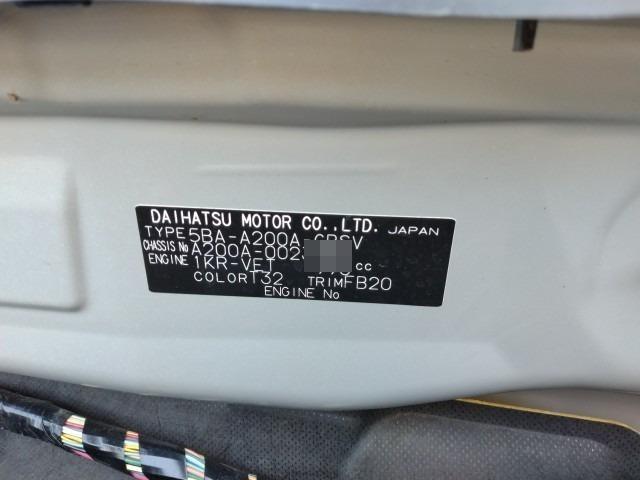 DAIHATSU MOTOR CO.,LTD. JAPAN
TYPE 5BA-A200A-GBSV
CHASSIS No A200A-002
ENGINE 1KR-VET cc
COLOR T32 TRIM FB20
ENGINE No